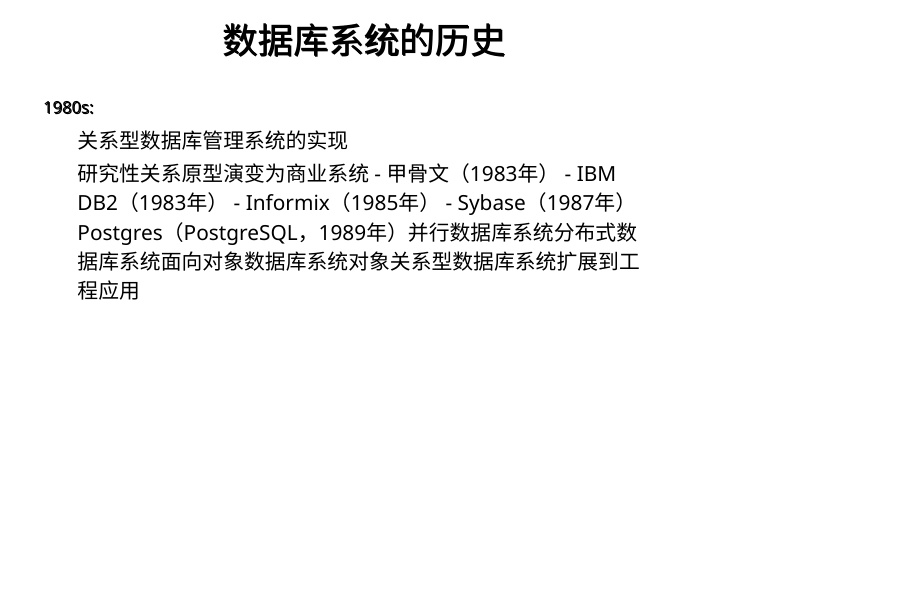 数据库系统的历史
1980s:
关系型数据库管理系统的实现
研究性关系原型演变为商业系统 - 甲骨文（1983年） - IBM
DB2（1983年） - Informix（1985年） - Sybase（1987年）
Postgres（PostgreSQL，1989年）并行数据库系统分布式数
据库系统面向对象数据库系统对象关系型数据库系统扩展到工
程应用